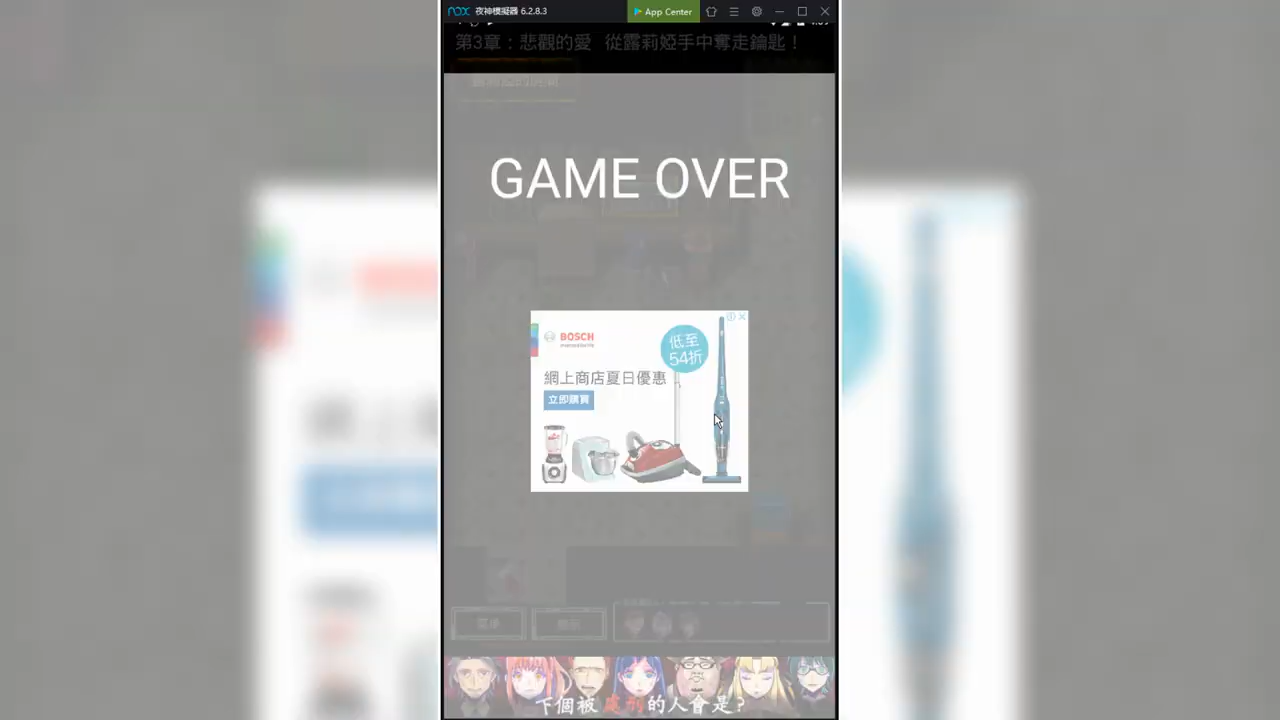 nox 夜神模擬器 6.2.8.3
App Center
第3章：悲觀的愛 從露莉婭手中奪走鑰匙！
GAME OVER
BOSCH
低至
54折
網上商店夏日優惠
立即購買
下個被處刑的人會是?